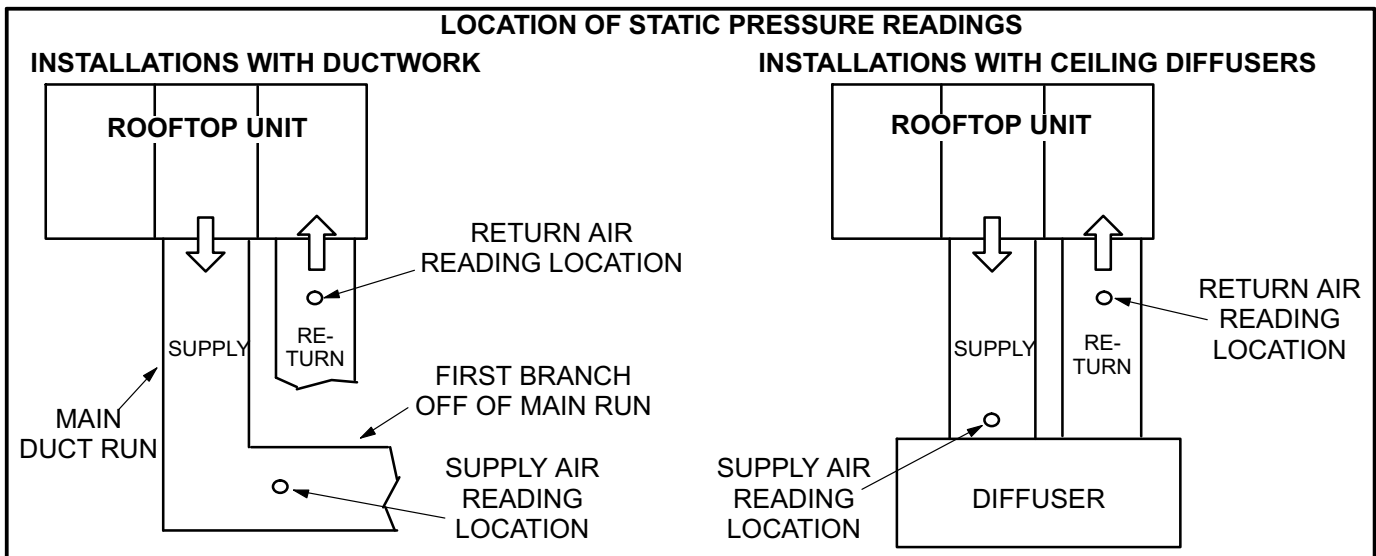 LOCATION OF STATIC PRESSURE READINGS
INSTALLATIONS WITH DUCTWORK
ROOFTOP UNIT
RETURN AIR
READING LOCATION
SUPPLY
RE-
TURN
FIRST BRANCH
OFF OF MAIN RUN
MAIN
DUCT RUN
SUPPLY AIR
READING
LOCATION
INSTALLATIONS WITH CEILING DIFFUSERS
ROOFTOP UNIT
RETURN AIR
READING
LOCATION
SUPPLY
RE-
TURN
SUPPLY AIR
READING
LOCATION
DIFFUSER